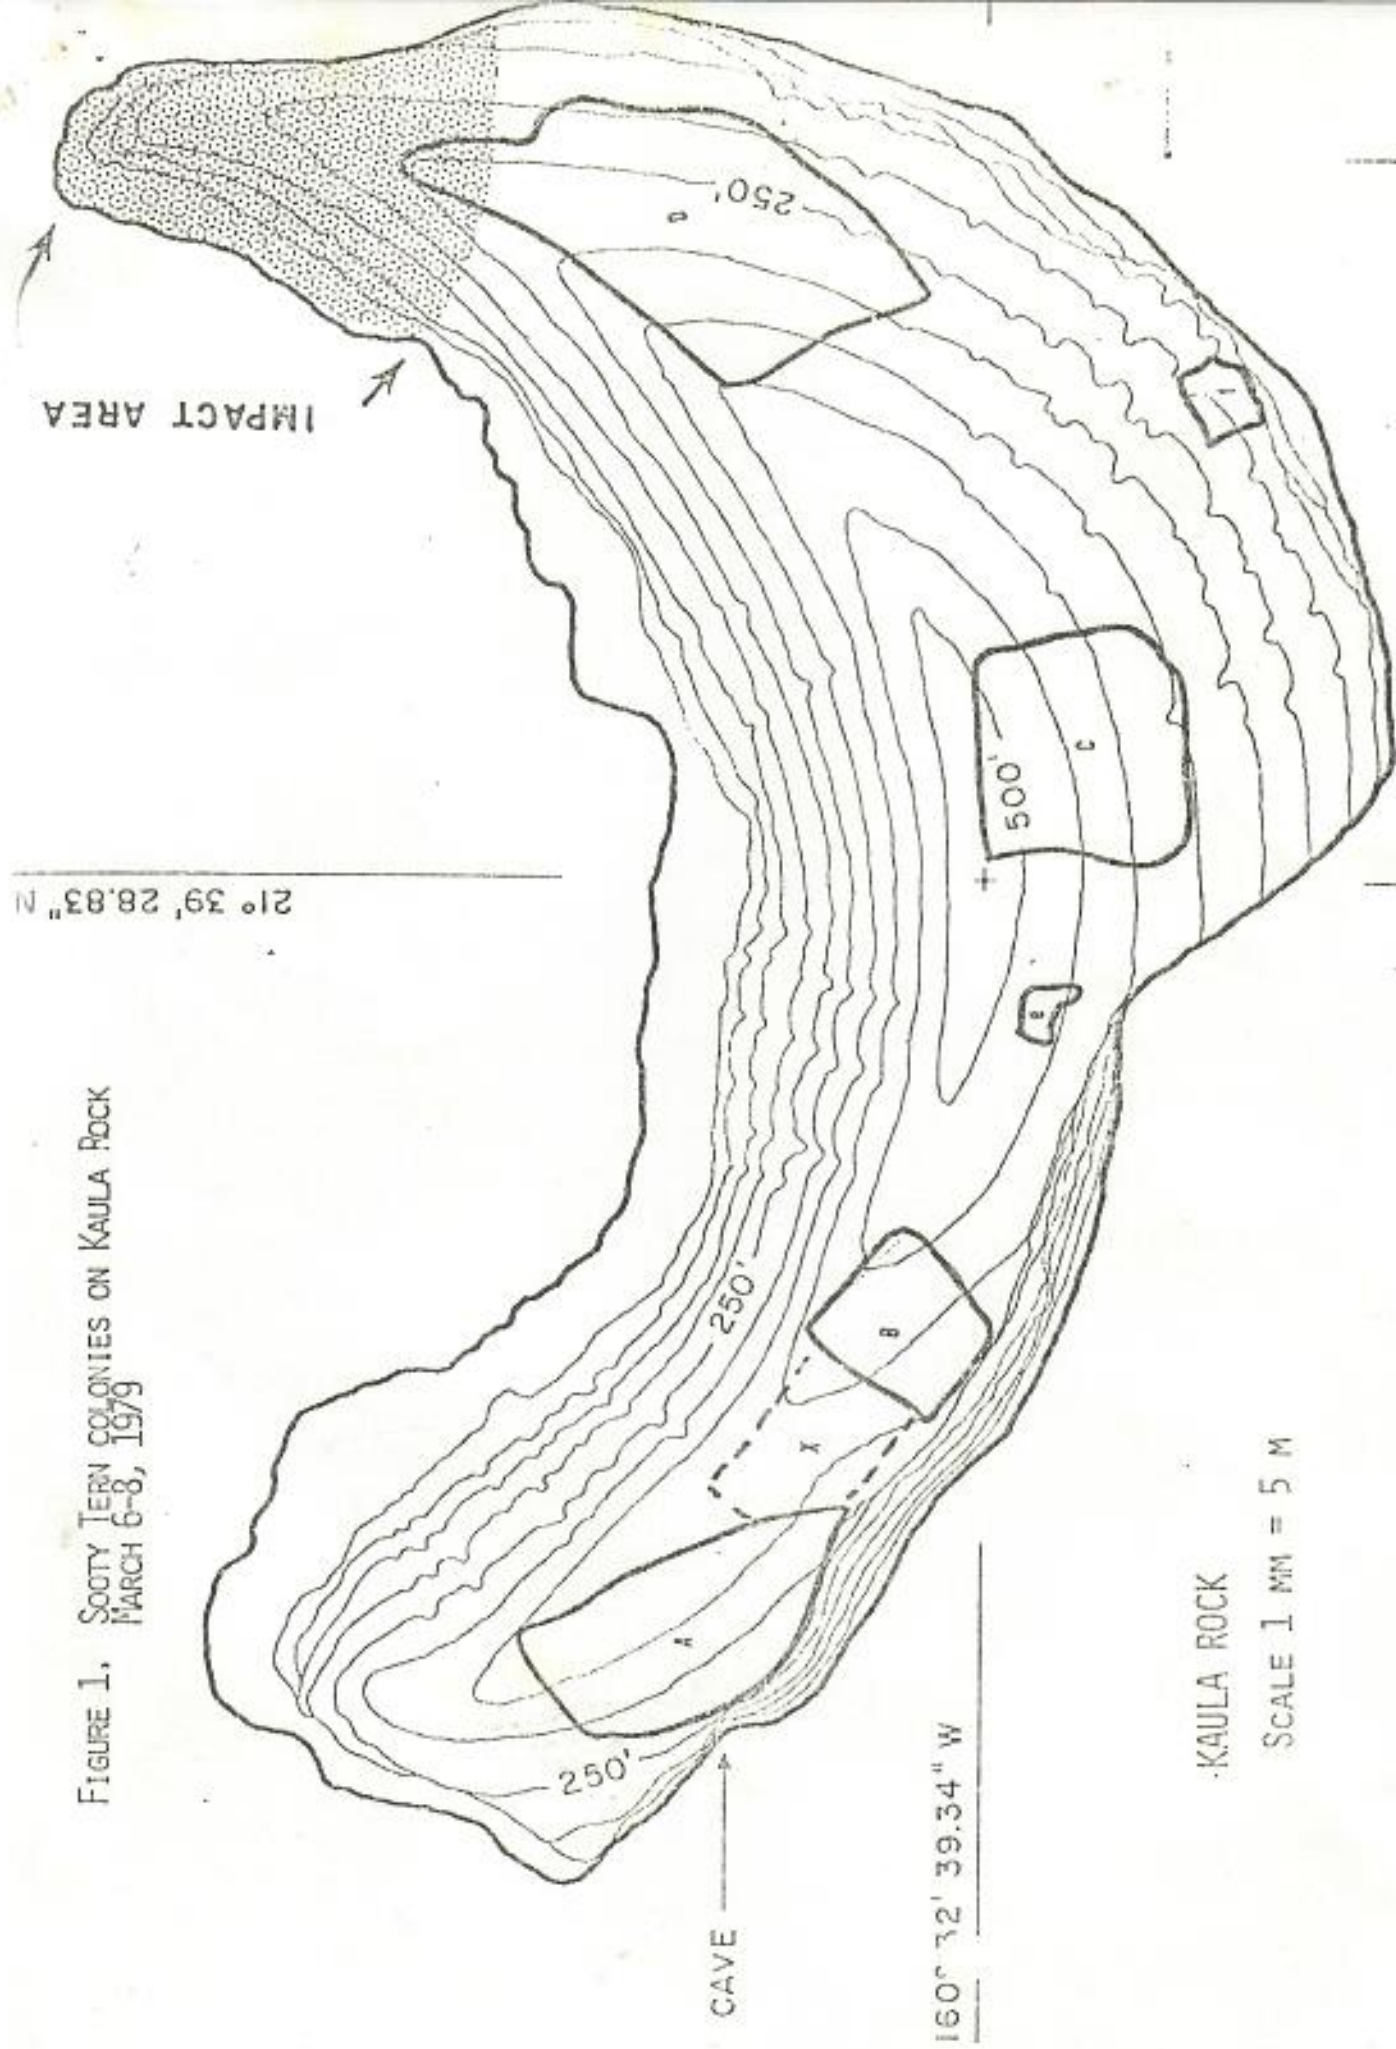 FIGURE 1. SOOTY TERN COLONIES ON KAULA ROCK
MARCH 6-8, 1979
IMPACT AREA
21° 39' 28.83" N
250'
D
500'
C
250'
B
X
A
250'
CAVE
160° 32' 39.34" W
KAULA ROCK
SCALE 1 MM = 5 M